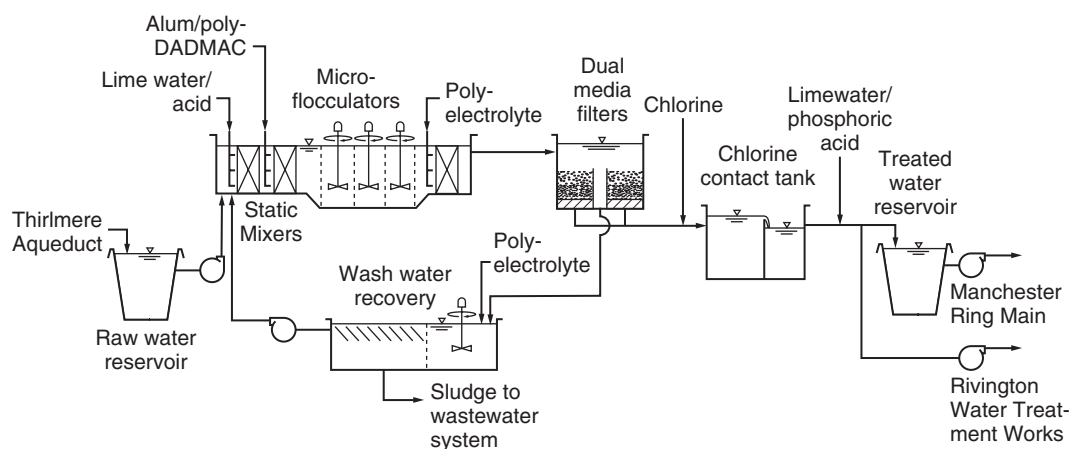 Alum/poly-
DADMAC
Lime water/
acid
Micro-
flocculators
Poly-
electrolyte
Dual
media
filters
Chlorine
Limewater/
phosphoric
acid
Chlorine
contact tank
Treated
water
reservoir
Static
Mixers
Thirlmere
Aqueduct
Raw water
reservoir
Wash water
recovery
Poly-
electrolyte
Sludge to
wastewater
system
Manchester
Ring Main
Rivington
Water Treat-
ment Works